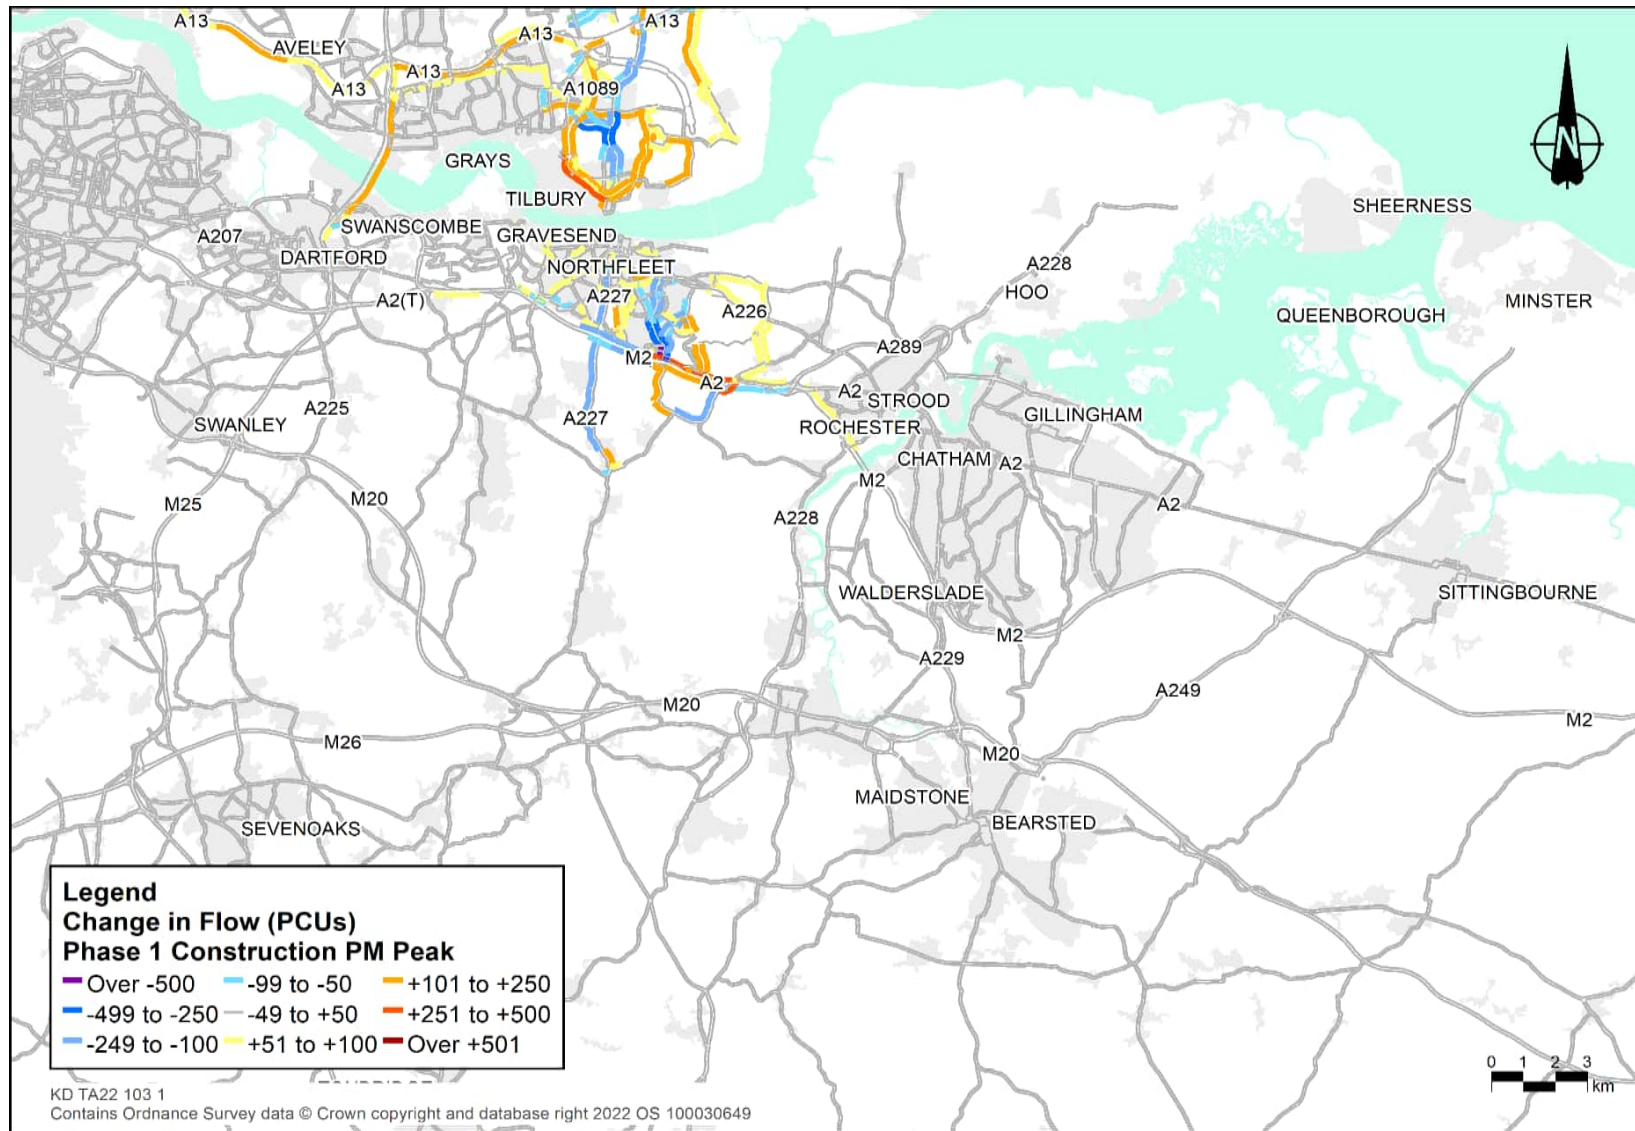 A13
A13
A13
AVELEY
A13
A13
A1089
GRAYS
TILBURY
SHEERNESS
SWANSCOMBE
A207
GRAVESEND
DARTFORD
NORTHFLEET
A228
HOO
A2(T)
A227
A226
QUEENBOROUGH
MINSTER
A289
M2
A2
A2
STROOD
A225
SWANLEY
A227
ROCHESTER
GILLINGHAM
CHATHAM
A2
M2
M25
M20
A228
A2
WALDERSLADE
SITTINGBOURNE
M2
A229
A249
M20
M2
M26
M20
MAIDSTONE
BEARSTED
SEVENOAKS
Legend
Change in Flow (PCUs)
Phase 1 Construction PM Peak
Over -500 -99 to -50 +101 to +250
-499 to -250 -49 to +50 +251 to +500
-249 to -100 +51 to +100 Over +501
N
0 1 2 3
km
KD TA22 103 1
Contains Ordnance Survey data © Crown copyright and database right 2022 OS 100030649